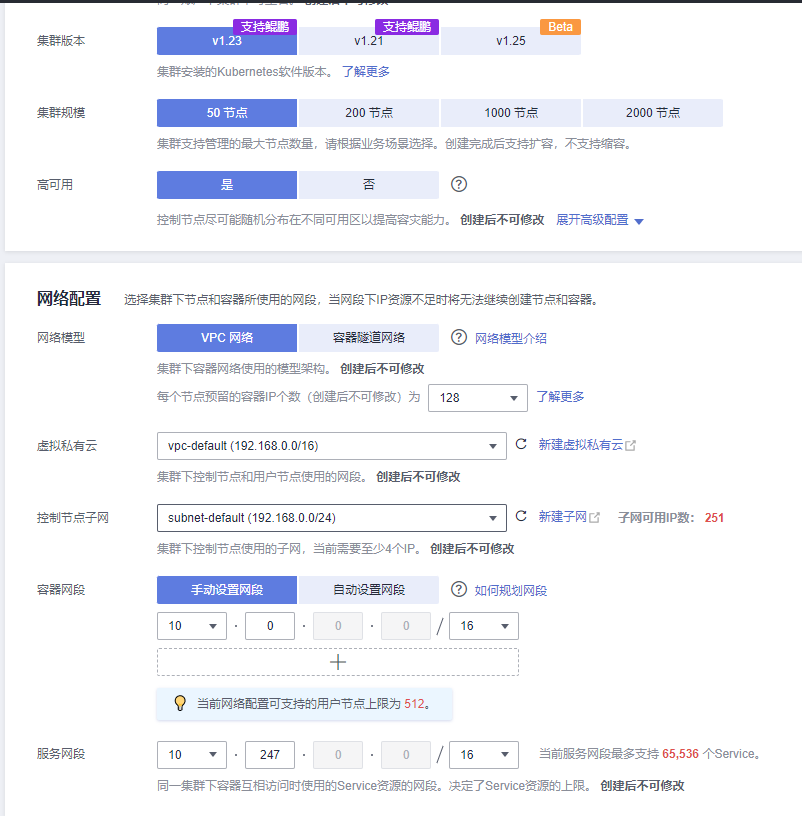 创建后不可修改
支持鲲鹏 支持鲲鹏 Beta
集群版本 v1.23 v1.21 v1.25
集群安装的Kubernetes软件版本。 了解更多
集群规模 50 节点 200 节点 1000 节点 2000 节点
集群支持管理的最大节点数量，请根据业务场景选择。创建完成后支持扩容，不支持缩容。
高可用 是 否 ?
控制节点尽可能随机分布在不同可用区以提高容灾能力。 创建后不可修改 展开高级配置
网络配置 选择集群下节点和容器所使用的网段，当网段下IP资源不足时将无法继续创建节点和容器。
网络模型 VPC 网络 容器隧道网络 ? 网络模型介绍
集群下容器网络使用的模型架构。 创建后不可修改
每个节点预留的容器IP个数（创建后不可修改）为 128 了解更多
虚拟私有云 vpc-default (192.168.0.0/16) 新建虚拟私有云
集群下控制节点和用户节点使用的网段。 创建后不可修改
控制节点子网 subnet-default (192.168.0.0/24) 新建子网 子网可用IP数： 251
集群下控制节点使用的子网，当前需要至少4个IP。 创建后不可修改
容器网段 手动设置网段 自动设置网段 ? 如何规划网段
10 · 0 · 0 · 0 / 16
+
当前网络配置可支持的用户节点上限为 512。
服务网段 10 · 247 · 0 · 0 / 16 当前服务网段最多支持 65,536 个Service。
同一集群下容器互相访问时使用的Service资源的网段。决定了Service资源的上限。 创建后不可修改